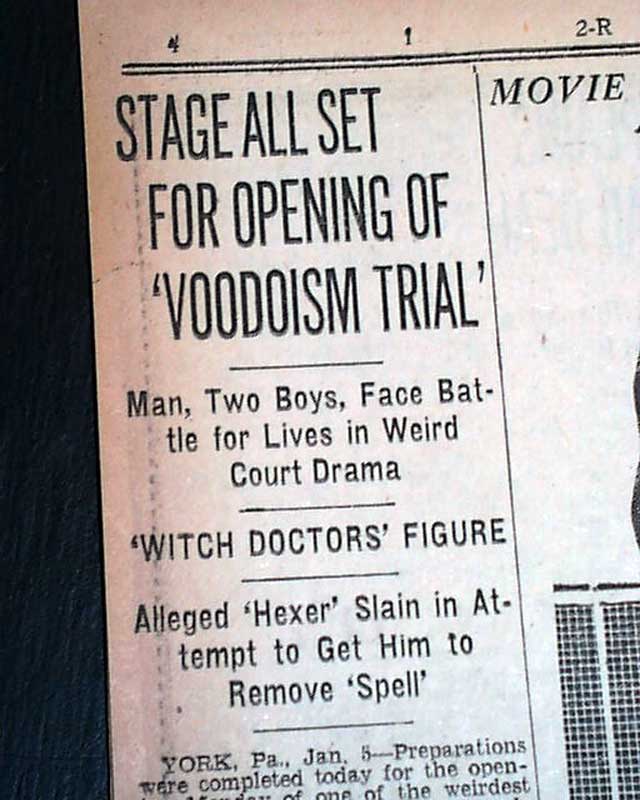 4 1 2-R
STAGE ALL SET
FOR OPENING OF
'VOODOISM TRIAL'
Man, Two Boys, Face Bat-
tle for Lives in Weird
Court Drama
'WITCH DOCTORS' FIGURE
Alleged 'Hexer' Slain in At-
tempt to Get Him to
Remove 'Spell'
YORK, Pa., Jan. 5—Preparations
were completed today for the open-
of one of the weirdest
MOVIE